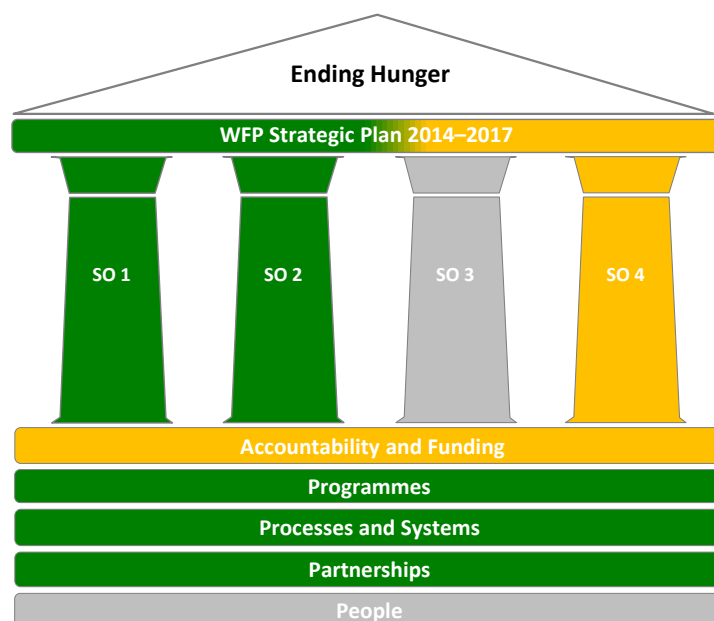 Ending Hunger
WFP Strategic Plan 2014–2017
SO 1
SO 2
SO 3
SO 4
Accountability and Funding
Programmes
Processes and Systems
Partnerships
People